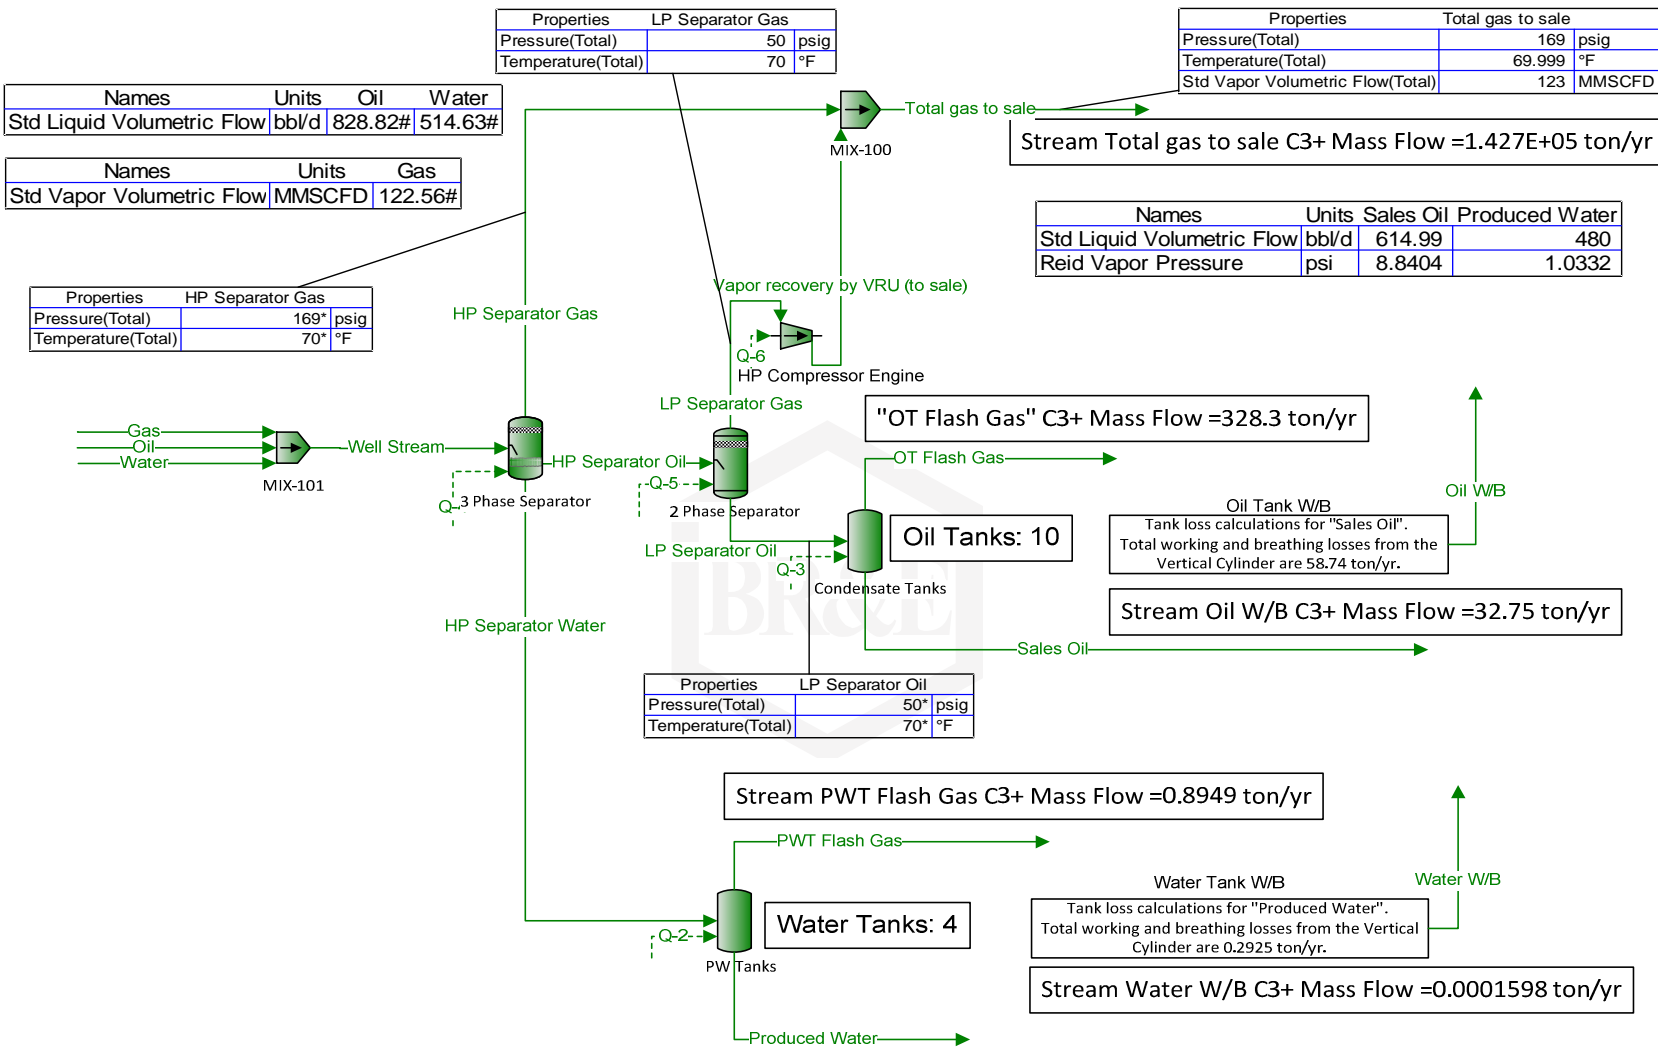 Properties LP Separator Gas
Pressure(Total) 50 psig
Temperature(Total) 70 °F
Properties Total gas to sale
Pressure(Total) 169 psig
Temperature(Total) 69.999 °F
Std Vapor Volumetric Flow(Total) 123 MMSCFD
Names Units Oil Water
Std Liquid Volumetric Flow bbl/d 828.82# 514.63#
Total gas to sale
MIX-100
Stream Total gas to sale C3+ Mass Flow =1.427E+05 ton/yr
Names Units Gas
Std Vapor Volumetric Flow MMSCFD 122.56#
Names Units Sales Oil Produced Water
Std Liquid Volumetric Flow bbl/d 614.99 480
Reid Vapor Pressure psi 8.8404 1.0332
Properties HP Separator Gas
Pressure(Total) 169* psig
Temperature(Total) 70* °F
HP Separator Gas
Vapor recovery by VRU (to sale)
Q-6
HP Compressor Engine
LP Separator Gas
"OT Flash Gas" C3+ Mass Flow =328.3 ton/yr
Gas
Oil
Water
MIX-101
Well Stream
Q-
3 Phase Separator
HP Separator Oil
Q-5
2 Phase Separator
OT Flash Gas
Oil W/B
Oil Tank W/B
Tank loss calculations for "Sales Oil".
Total working and breathing losses from the
Vertical Cylinder are 58.74 ton/yr.
Oil Tanks: 10
LP Separator Oil
Q-3
Condensate Tanks
BR&E
Stream Oil W/B C3+ Mass Flow =32.75 ton/yr
HP Separator Water
Sales Oil
Properties LP Separator Oil
Pressure(Total) 50* psig
Temperature(Total) 70* °F
Stream PWT Flash Gas C3+ Mass Flow =0.8949 ton/yr
PWT Flash Gas
Water Tank W/B
Water W/B
Tank loss calculations for "Produced Water".
Total working and breathing losses from the Vertical
Cylinder are 0.2925 ton/yr.
Water Tanks: 4
Q-2
PW Tanks
Stream Water W/B C3+ Mass Flow =0.0001598 ton/yr
Produced Water